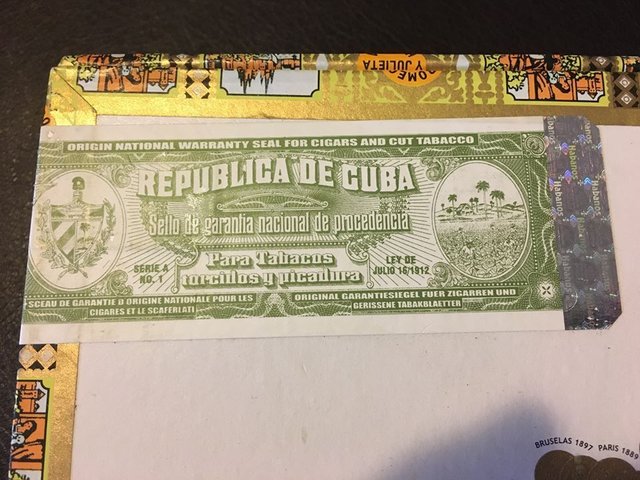 ROMEO
Y JULIETA
ORIGIN NATIONAL WARRANTY SEAL FOR CIGARS AND CUT TABACCO
REPUBLICA DE CUBA
Sello de garantia nacional de procedencia
Para Tabacos
torcidos y picadura
SERIE A
NO. 1
LEY DE
JULIO 16/1912
SCEAU DE GARANTIE D ORIGINE NATIONALE POUR LES
CIGARES ET LE SCAFERLATI
ORIGINAL GARANTIESIEGEL FUER ZIGARREN UND
GERISSENE TABAKBLAETTER
Habanos
Habanos
Habanos
BRUSELAS 1897 PARIS 1889